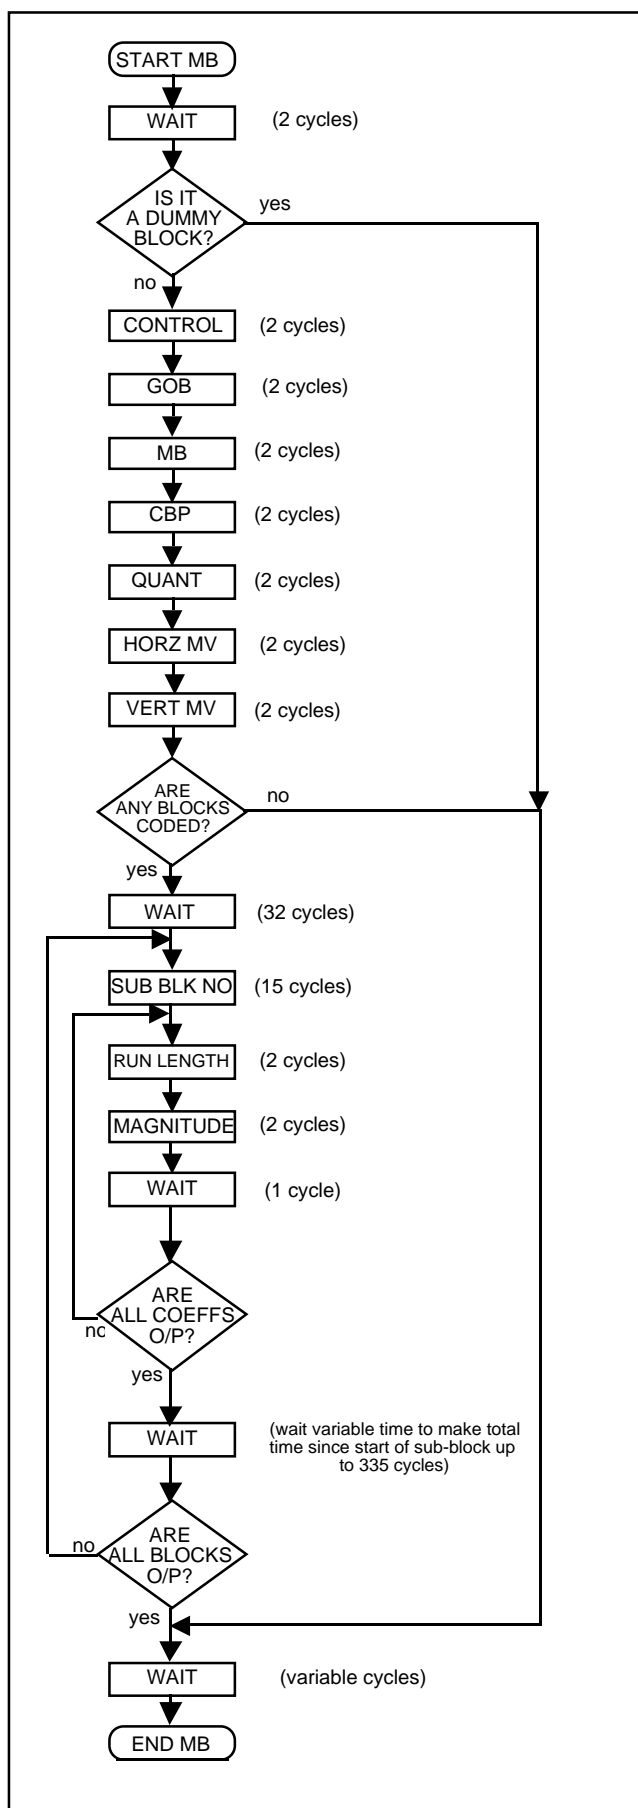 START MB
WAIT (2 cycles)
IS IT
A DUMMY
BLOCK?
yes
no
CONTROL (2 cycles)
GOB (2 cycles)
MB (2 cycles)
CBP (2 cycles)
QUANT (2 cycles)
HORZ MV (2 cycles)
VERT MV (2 cycles)
ARE
ANY BLOCKS
CODED?
no
yes
WAIT (32 cycles)
SUB BLK NO (15 cycles)
RUN LENGTH (2 cycles)
MAGNITUDE (2 cycles)
WAIT (1 cycle)
ARE
ALL COEFFS
O/P?
no
yes
WAIT
(wait variable time to make total
time since start of sub-block up
to 335 cycles)
ARE
ALL BLOCKS
O/P?
no
yes
WAIT (variable cycles)
END MB